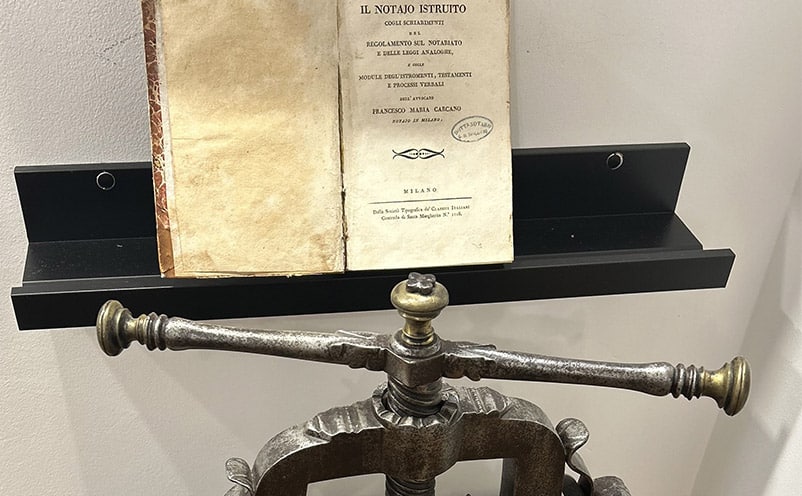 IL NOTAJO ISTRUITO
COGLI SCHIARIMENTI
DEL
REGOLAMENTO SUL NOTARIATO
E DELLE LEGGI ANALOGHE,
E COLLE
MODULE DEGL'ISTROMENTI, TESTAMENTI
E PROCESSI VERBALI
DELL' AVVOCATO
FRANCESCO MARIA CARCANO
NOTAJO IN MILANO.
MILANO
Dalla Società Tipografica de' CLASSICI ITALIANI
Contrada di Santa Margherita N.° 1118.